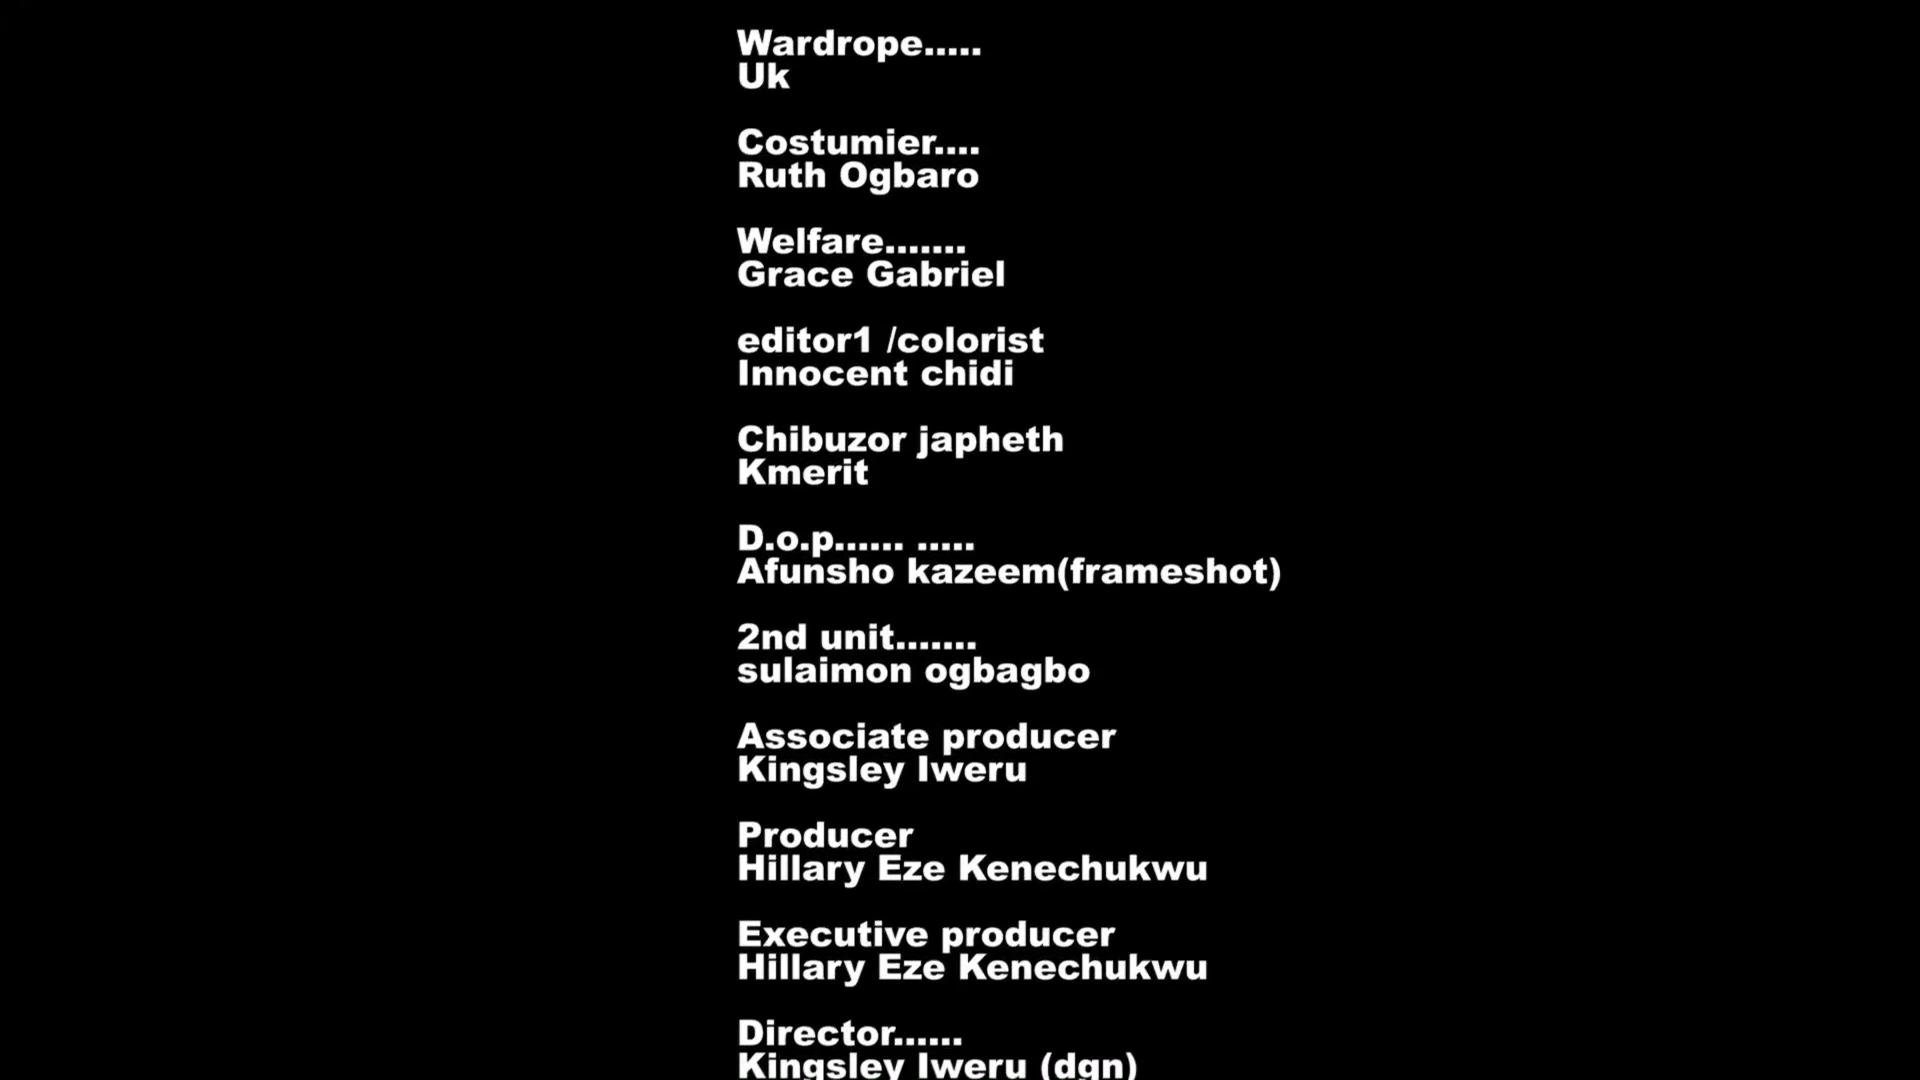 Wardrope.....
Uk
Costumier....
Ruth Ogbaro
Welfare.......
Grace Gabriel
editor1 /colorist
Innocent chidi
Chibuzor japheth
Kmerit
D.o.p...... .....
Afunsho kazeem(frameshot)
2nd unit.......
sulaimon ogbagbo
Associate producer
Kingsley Iweru
Producer
Hillary Eze Kenechukwu
Executive producer
Hillary Eze Kenechukwu
Director......
Kingsley Iweru (dgn)